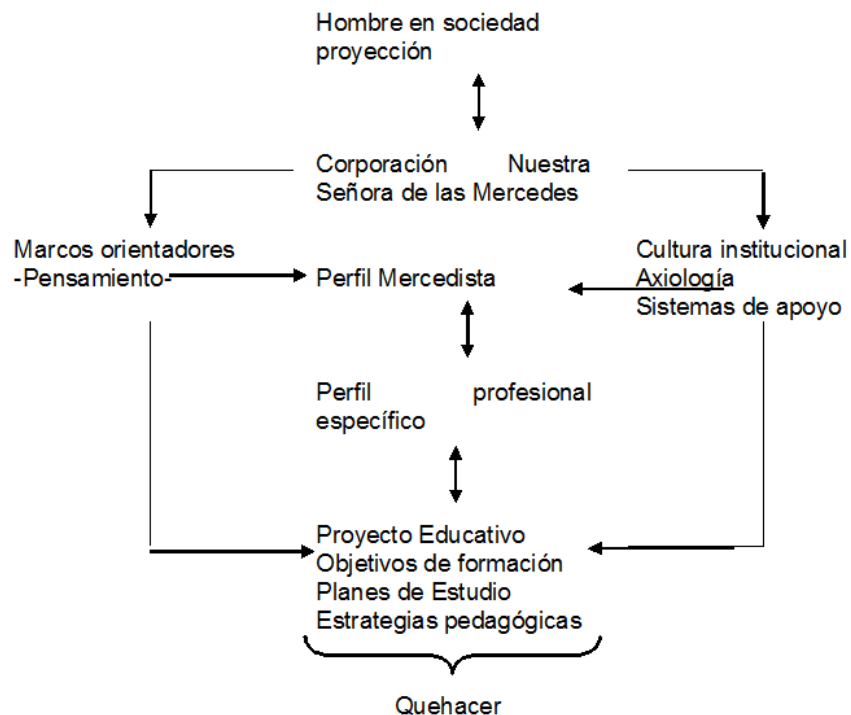 Hombre en sociedad
proyección
Corporación Nuestra
Señora de las Mercedes
Marcos orientadores
-Pensamiento-
Perfil Mercedista
Cultura institucional
Axiología
Sistemas de apoyo
Perfil profesional
específico
Proyecto Educativo
Objetivos de formación
Planes de Estudio
Estrategias pedagógicas
Quehacer